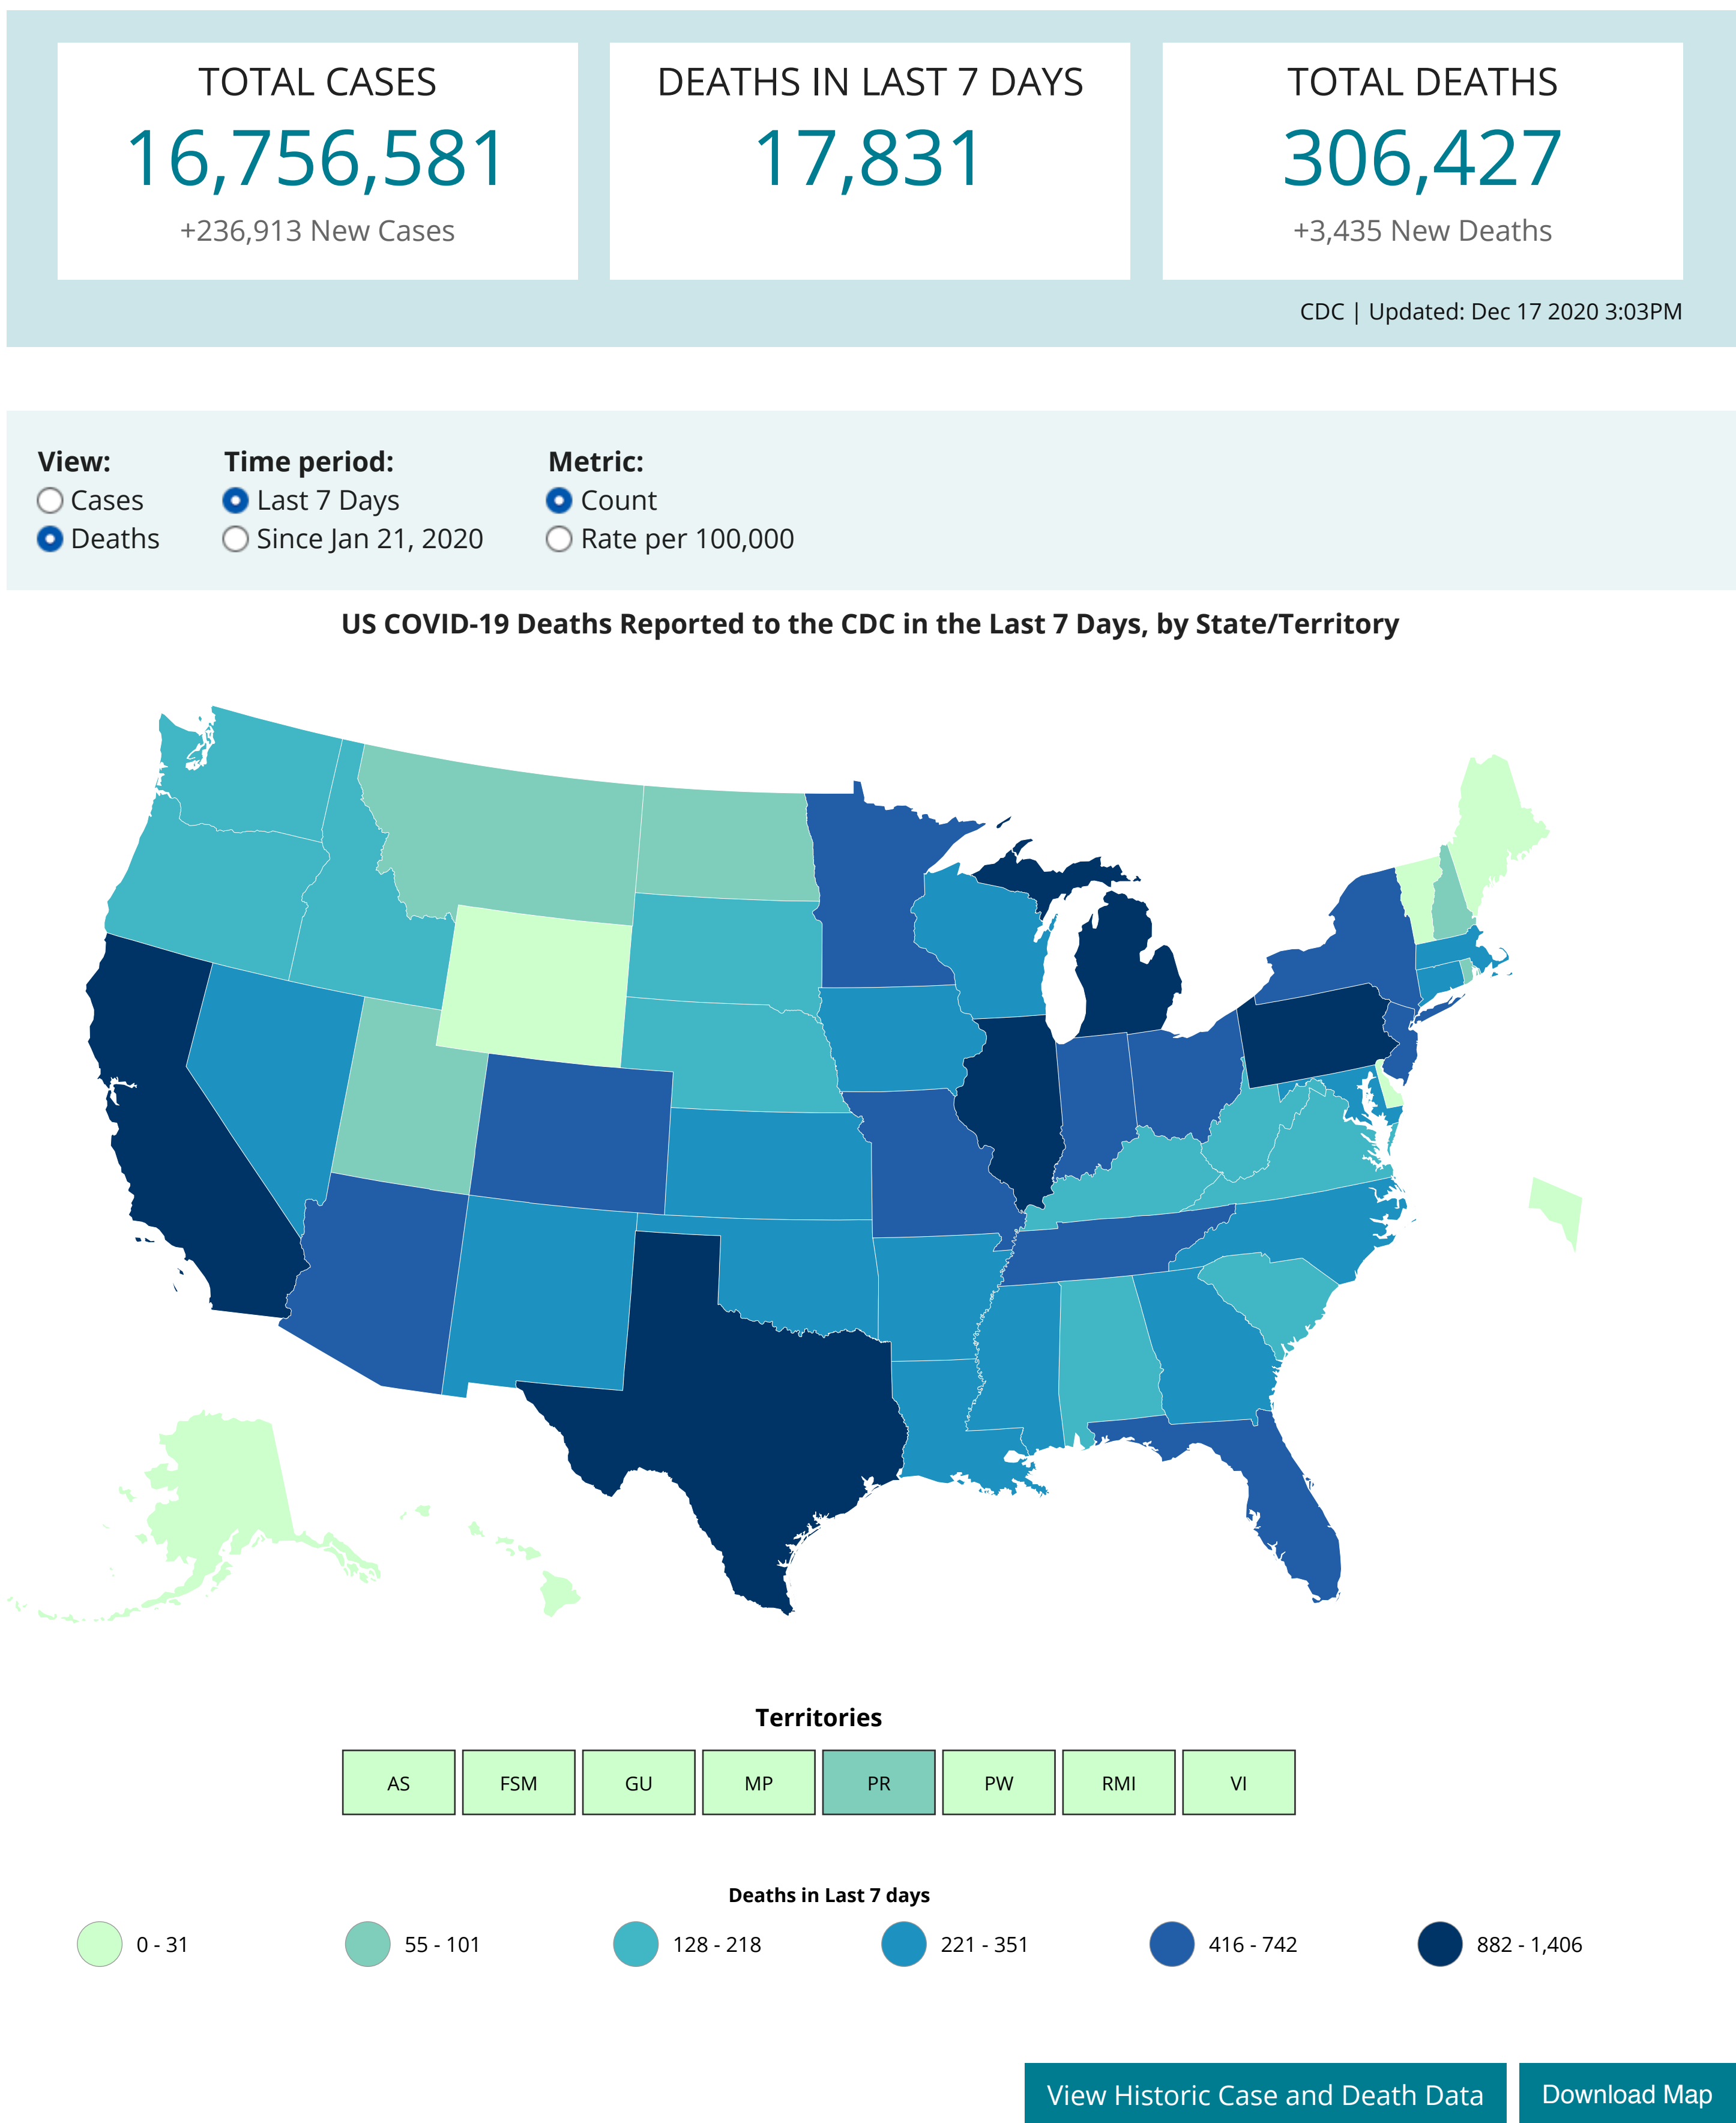 TOTAL CASES
16,756,581
+236,913 New Cases
DEATHS IN LAST 7 DAYS
17,831
TOTAL DEATHS
306,427
+3,435 New Deaths
CDC | Updated: Dec 17 2020 3:03PM
View:
Cases
Deaths
Time period:
Last 7 Days
Since Jan 21, 2020
Metric:
Count
Rate per 100,000
US COVID-19 Deaths Reported to the CDC in the Last 7 Days, by State/Territory
Territories
AS FSM GU MP PR PW RMI VI
Deaths in Last 7 days
0 - 31 55 - 101 128 - 218 221 - 351 416 - 742 882 - 1,406
View Historic Case and Death Data Download Map